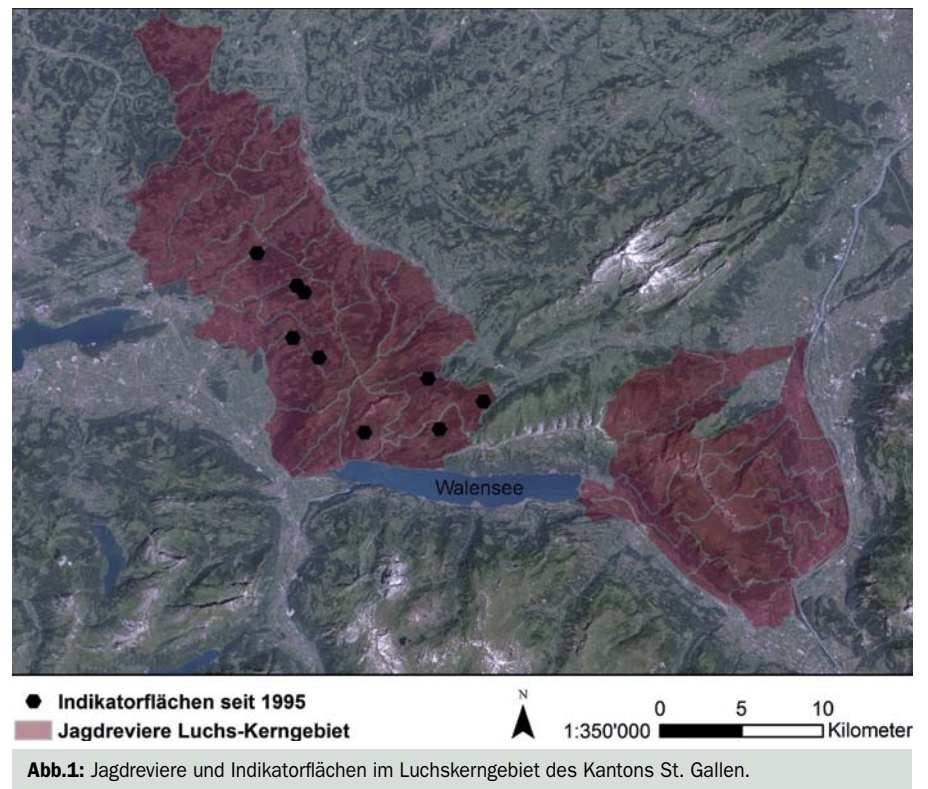 Walensee
Indikatorflächen seit 1995
Jagdreviere Luchs-Kerngebiet
N
1:350'000
0 5 10
Kilometer
Abb.1: Jagdreviere und Indikatorflächen im Luchskerngebiet des Kantons St. Gallen.